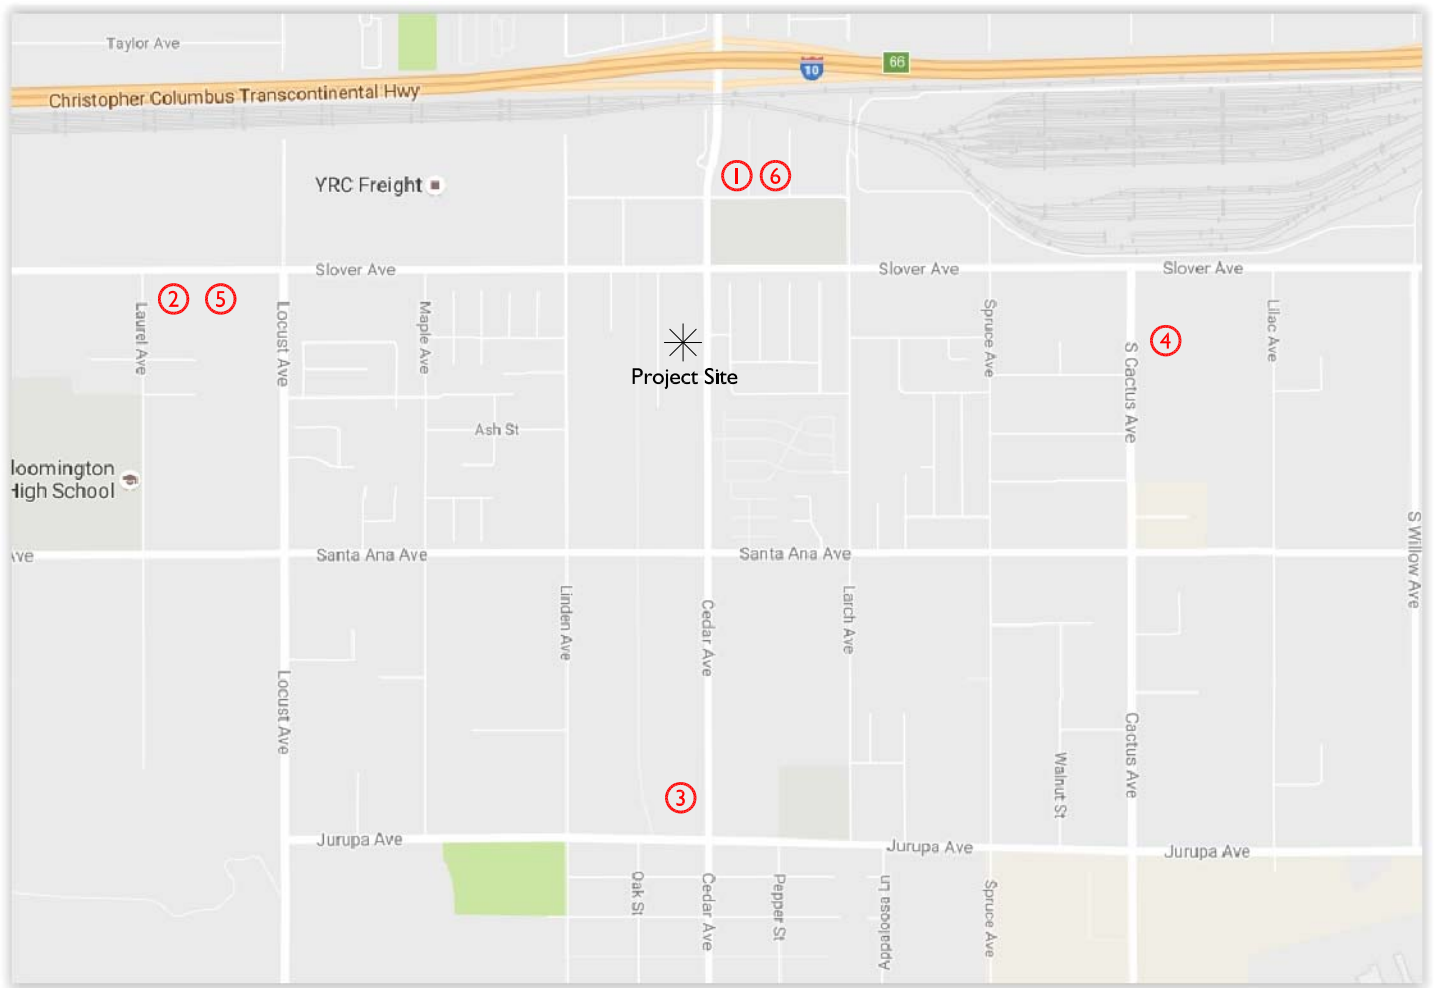 Taylor Ave
10
66
Christopher Columbus Transcontinental Hwy
YRC Freight
1
6
Slover Ave
Slover Ave
Slover Ave
2
5
Laurel Ave
Locust Ave
Maple Ave
Spruce Ave
Lilac Ave
4
S Cactus Ave
Project Site
Ash St
loomington
High School
S Willow Ave
Ave
Santa Ana Ave
Santa Ana Ave
Linden Ave
Cedar Ave
Larch Ave
Locust Ave
Cactus Ave
Walnut St
3
Jurupa Ave
Jurupa Ave
Jurupa Ave
Oak St
Cedar Ave
Pepper St
Appaloosa Ln
Spruce Ave